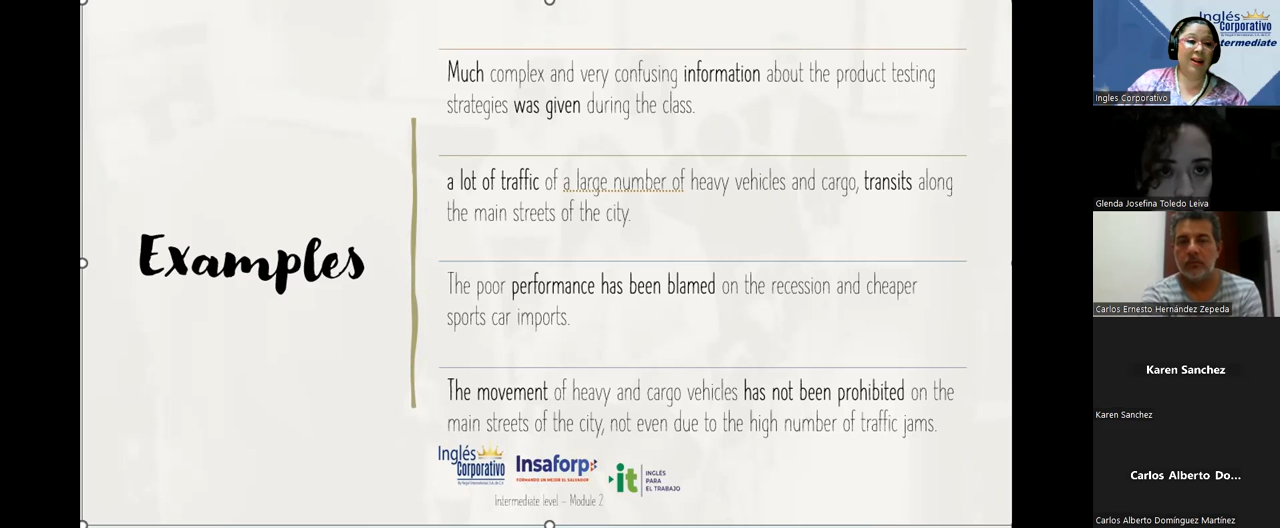 Examples
Much complex and very confusing information about the product testing
strategies was given during the class.
a lot of traffic of a large number of heavy vehicles and cargo, transits along
the main streets of the city.
The poor performance has been blamed on the recession and cheaper
sports car imports.
The movement of heavy and cargo vehicles has not been prohibited on the
main streets of the city, not even due to the high number of traffic jams.
Inglés
Corporativo
Insaforp
FORMANDO UN MEJOR EL SALVADOR
it
INGLÉS
PARA
EL TRABAJO
Intermediate level – Module 2
Inglés
Corporativo
termediate
Ingles Corporativo
Glenda Josefina Toledo Leiva
Carlos Ernesto Hernández Zepeda
Karen Sanchez
Karen Sanchez
Carlos Alberto Do...
Carlos Alberto Domínguez Martínez